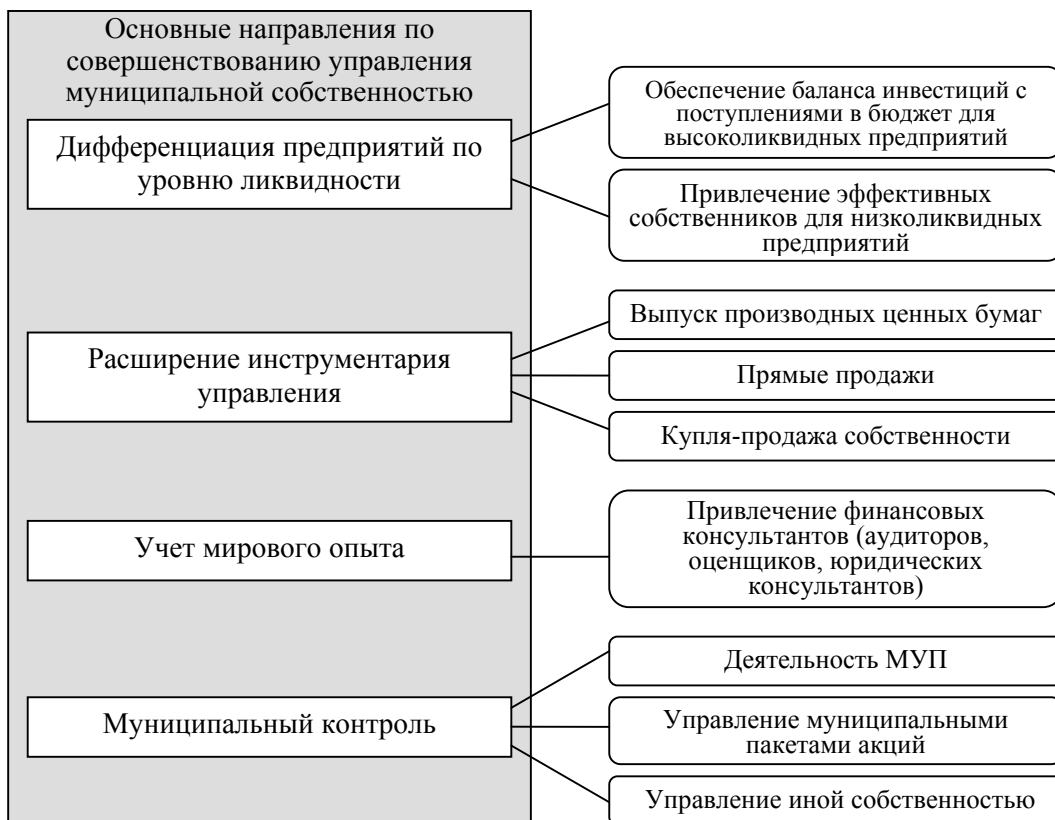 Основные направления по
совершенствованию управления
муниципальной собственностью
Дифференциация предприятий по
уровню ликвидности
Обеспечение баланса инвестиций с
поступлениями в бюджет для
высоколиквидных предприятий
Привлечение эффективных
собственников для низколиквидных
предприятий
Расширение инструментария
управления
Выпуск производных ценных бумаг
Прямые продажи
Купля-продажа собственности
Учет мирового опыта
Привлечение финансовых
консультантов (аудиторов,
оценщиков, юридических
консультантов)
Муниципальный контроль
Деятельность МУП
Управление муниципальными
пакетами акций
Управление иной собственностью